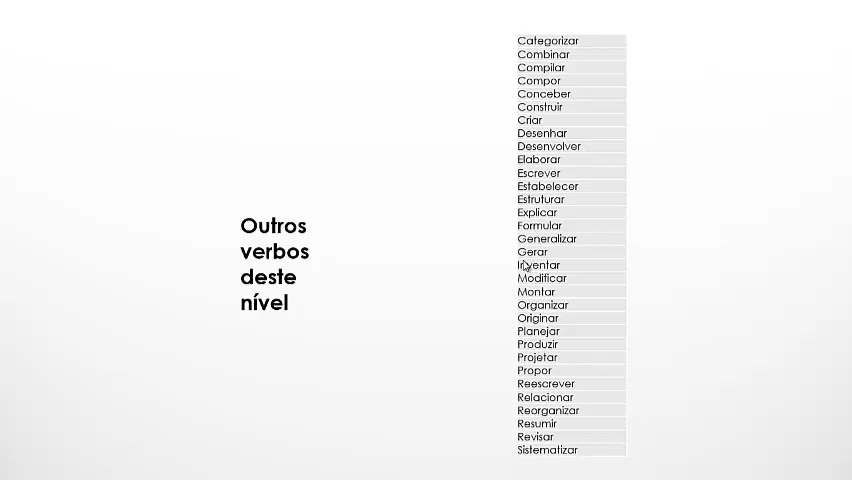 Outros
verbos
deste
nível
Categorizar
Combinar
Compilar
Compor
Conceber
Construir
Criar
Desenhar
Desenvolver
Elaborar
Escrever
Estabelecer
Estruturar
Explicar
Formular
Generalizar
Gerar
Inventar
Modificar
Montar
Organizar
Originar
Planejar
Produzir
Projetar
Propor
Reescrever
Relacionar
Reorganizar
Resumir
Revisar
Sistematizar